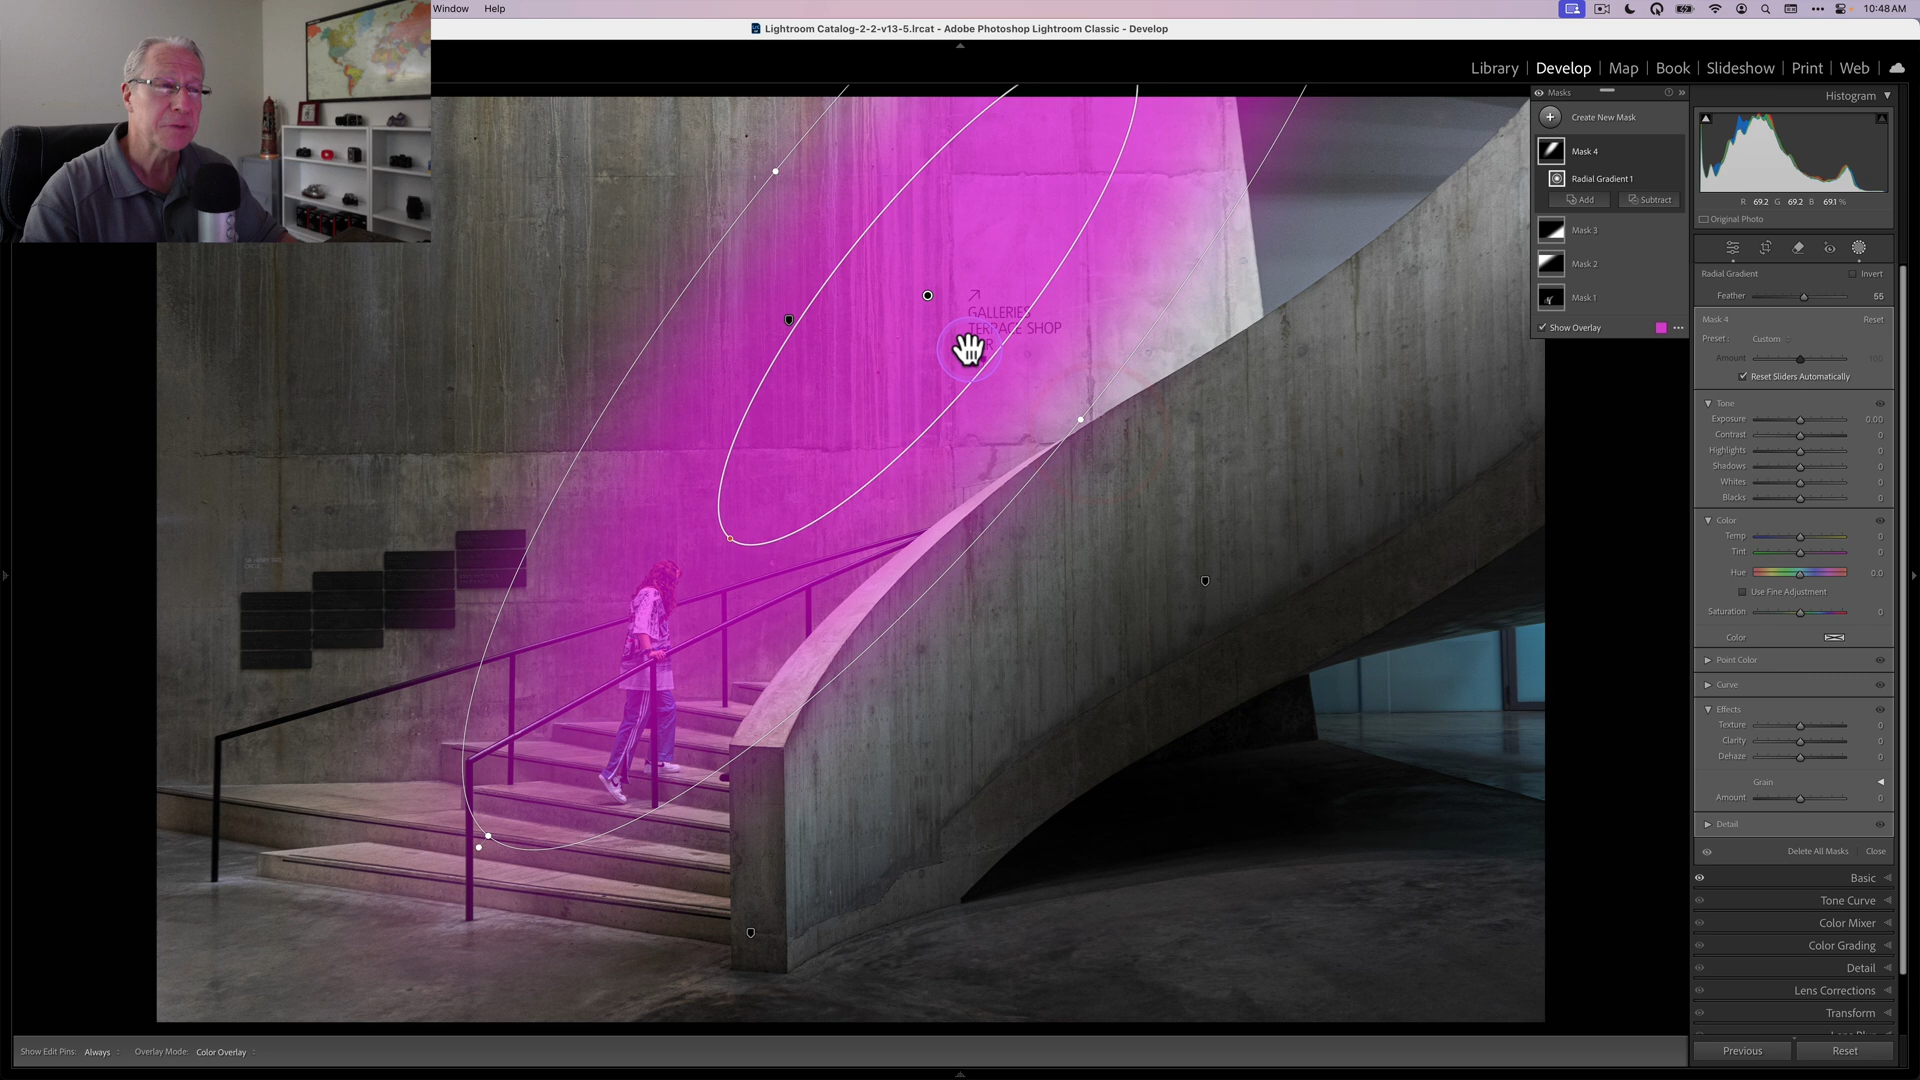 Window Help
10:48 AM
Lightroom Catalog-2-2-v13-5.lrcat - Adobe Photoshop Lightroom Classic - Develop
Library | Develop | Map | Book | Slideshow | Print | Web
Masks
Create New Mask
Mask 4
Radial Gradient 1
Add Subtract
Mask 3
Mask 2
Mask 1
Show Overlay
Histogram
R 69.2 G 69.2 B 69.1 %
Original Photo
Radial Gradient Invert
Feather 55
Mask 4 Reset
Preset : Custom
Amount 100
Reset Sliders Automatically
Tone
Exposure 0.00
Contrast 0
Highlights 0
Shadows 0
Whites 0
Blacks 0
Color
Temp 0
Tint 0
Hue 0.0
Use Fine Adjustment
Saturation 0
Color
Point Color
Curve
Effects
Texture 0
Clarity 0
Dehaze 0
Grain
Amount 0
Detail
Delete All Masks Close
Basic
Tone Curve
Color Mixer
Color Grading
Detail
Lens Corrections
Transform
Previous Reset
GALLERIES
TERRACE SHOP
Show Edit Pins: Always Overlay Mode: Color Overlay